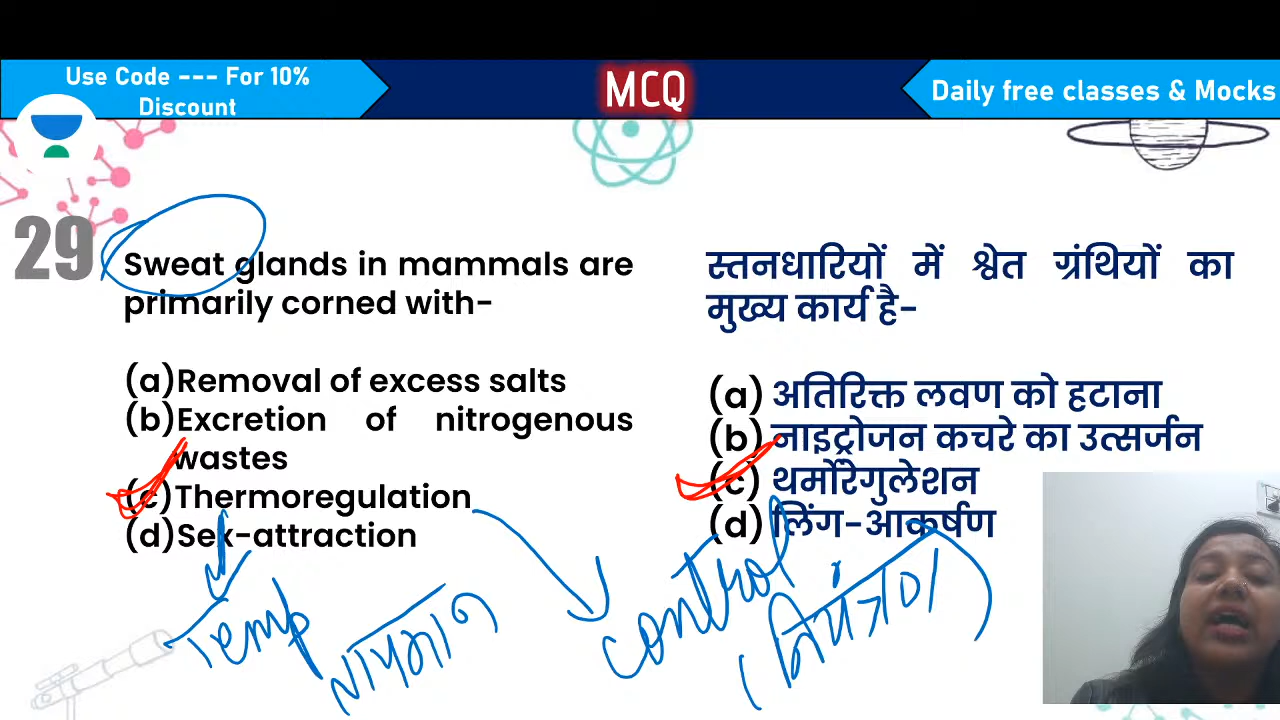 Use Code --- For 10%
Discount
MCQ
Daily free classes & Mocks
29
Sweat glands in mammals are
primarily corned with-
(a)Removal of excess salts
(b)Excretion of nitrogenous
wastes
(c)Thermoregulation
(d)Sex-attraction
स्तनधारियों में श्वेत ग्रंथियों का
मुख्य कार्य है-
(a) अतिरिक्त लवण को हटाना
(b) नाइट्रोजन कचरे का उत्सर्जन
(c) थर्मोरेगुलेशन
(d) लिंग-आकर्षण
Temp
तापमान
control
(नियंत्रण)